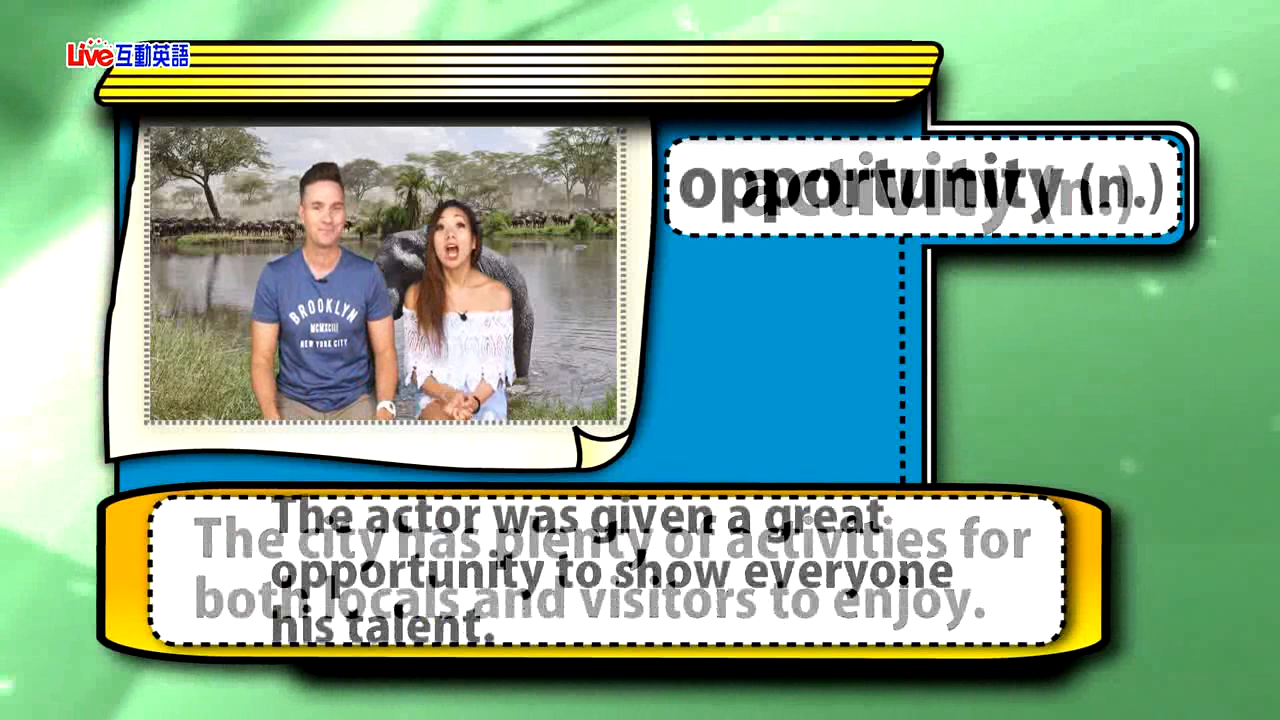 Live互動英語
opportunity (n.)
activity (n.)
BROOKLYN
MCMXCIII
NEW YORK CITY
The actor was given a great
opportunity to show everyone
his talent.
The city has plenty of activities for
both locals and visitors to enjoy.